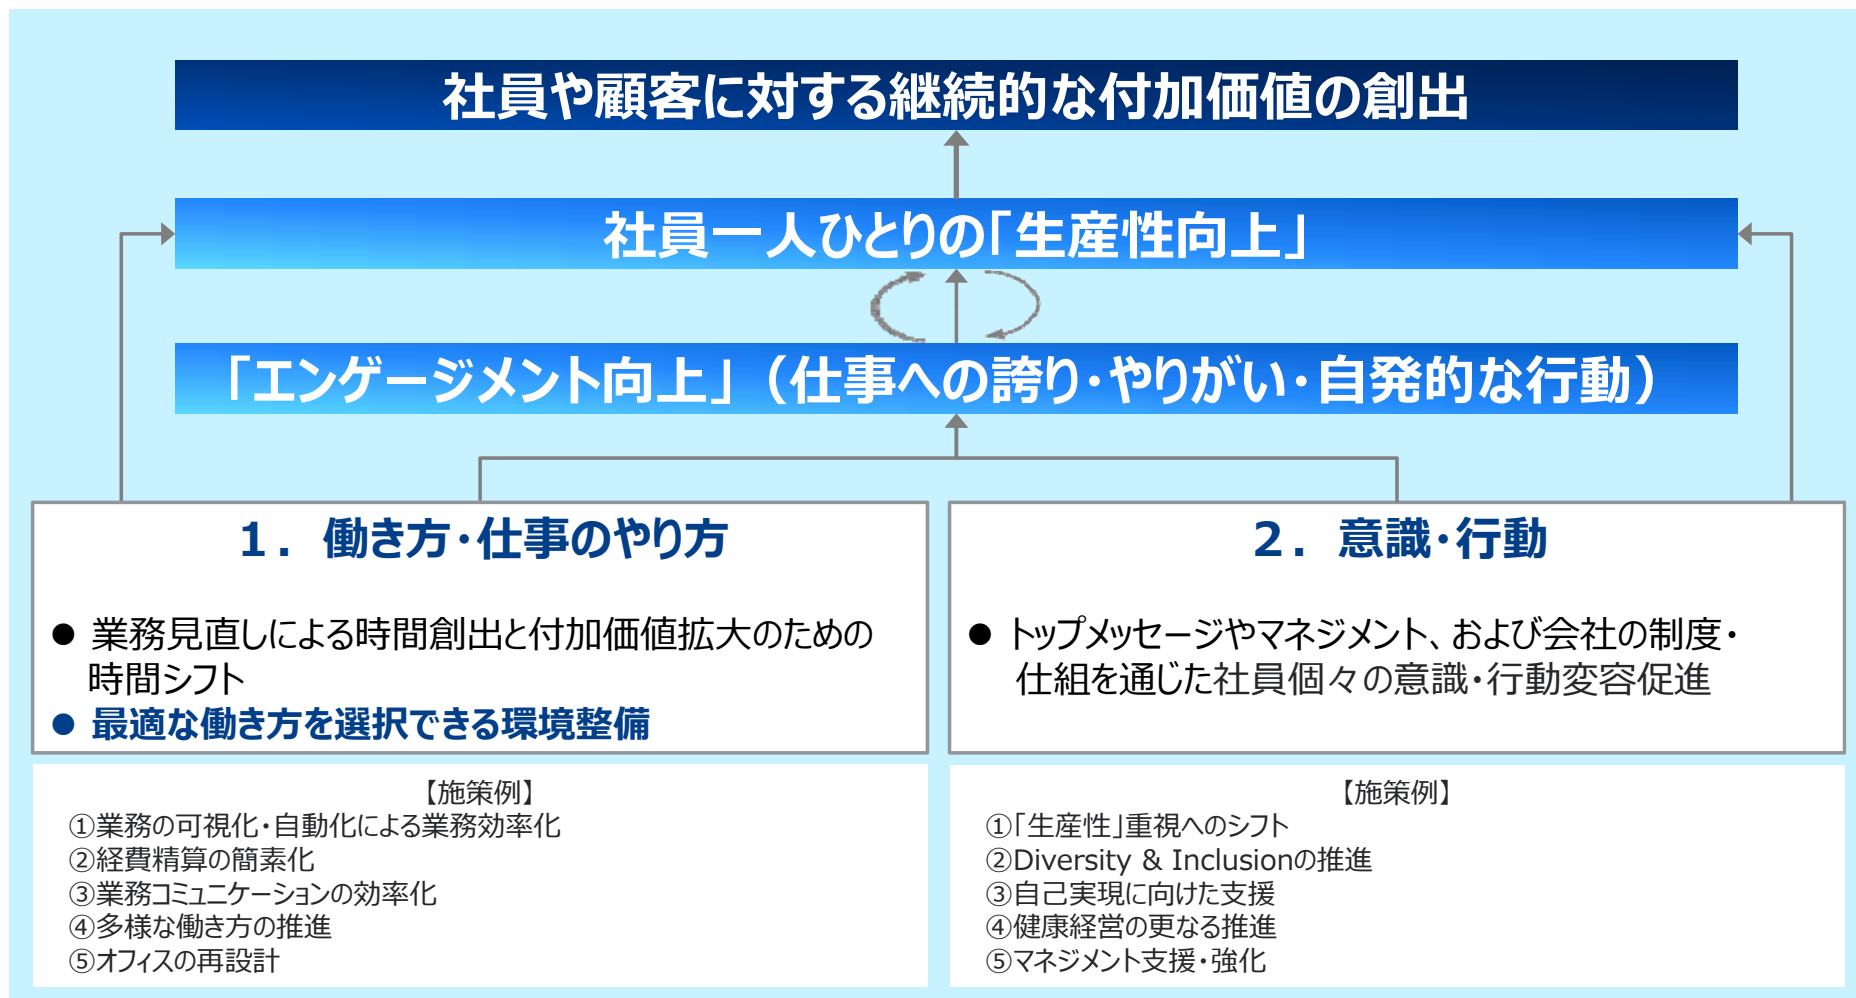 社員や顧客に対する継続的な付加価値の創出
社員一人ひとりの「生産性向上」
「エンゲージメント向上」（仕事への誇り・やりがい・自発的な行動）
１．働き方・仕事のやり方
● 業務見直しによる時間創出と付加価値拡大のための
時間シフト
● 最適な働き方を選択できる環境整備
【施策例】
①業務の可視化・自動化による業務効率化
②経費精算の簡素化
③業務コミュニケーションの効率化
④多様な働き方の推進
⑤オフィスの再設計
２．意識・行動
● トップメッセージやマネジメント、および会社の制度・
仕組を通じた社員個々の意識・行動変容促進
【施策例】
①「生産性」重視へのシフト
②Diversity & Inclusionの推進
③自己実現に向けた支援
④健康経営の更なる推進
⑤マネジメント支援・強化